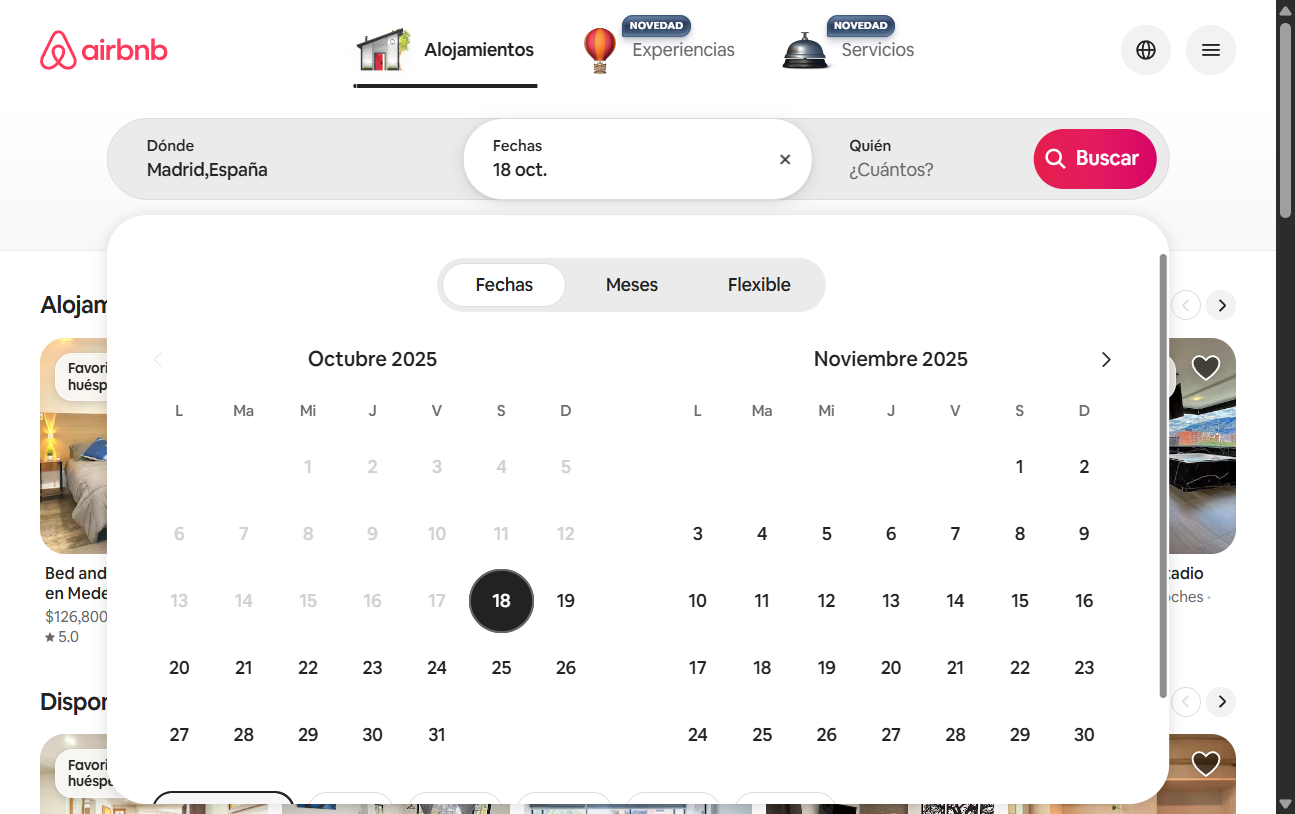 airbnb
Alojamientos
NOVEDAD
Experiencias
NOVEDAD
Servicios
Dónde
Madrid,España
Fechas
18 oct.
Quién
¿Cuántos?
Buscar
Fechas
Meses
Flexible
Octubre 2025
L Ma Mi J V S D
1 2 3 4 5
6 7 8 9 10 11 12
13 14 15 16 17 18 19
20 21 22 23 24 25 26
27 28 29 30 31
Noviembre 2025
L Ma Mi J V S D
1 2
3 4 5 6 7 8 9
10 11 12 13 14 15 16
17 18 19 20 21 22 23
24 25 26 27 28 29 30
Alojam
Favori
huésp
Bed and
en Mede
$126,800
5.0
tadio
oches ·
Dispon
Favori
huéspe